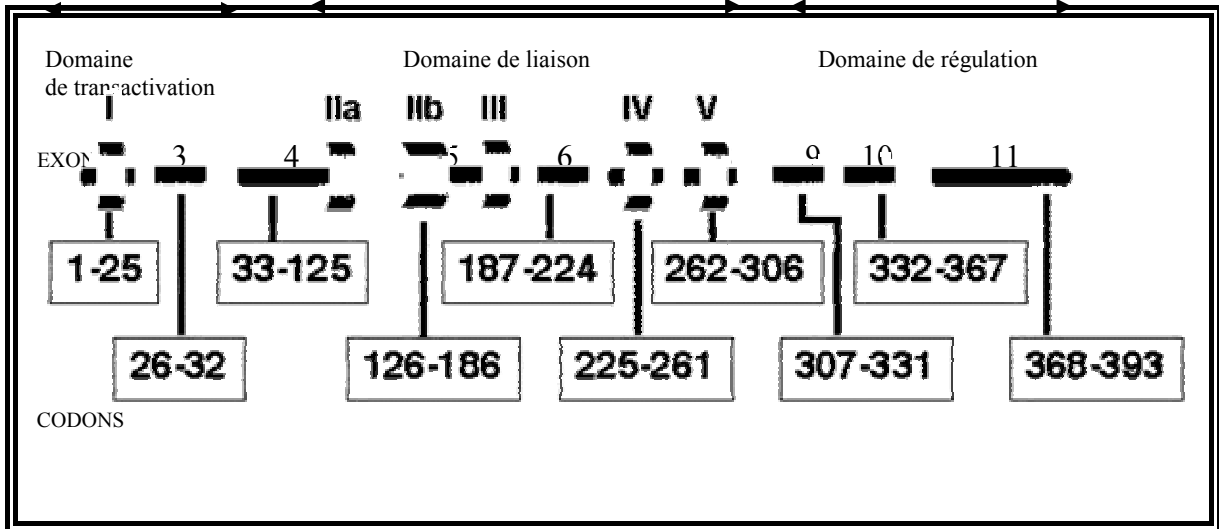 Domaine
de transactivation
Domaine de liaison
Domaine de régulation
I IIa IIb III IV V
EXON 3 4 5 6 9 10 11
1-25 33-125 187-224 262-306 332-367
26-32 126-186 225-261 307-331 368-393
CODONS